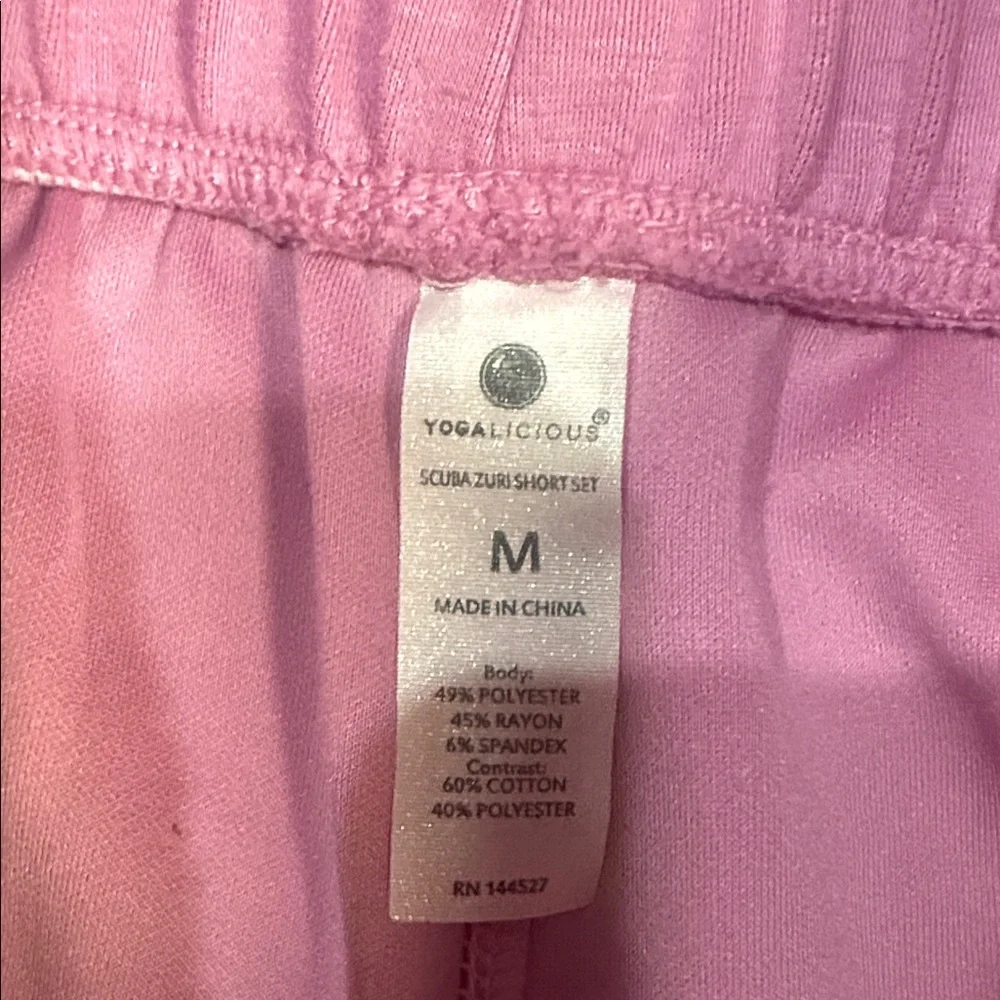 YOGALICIOUS®
SCUBA ZURI SHORT SET
M
MADE IN CHINA
Body:
49% POLYESTER
45% RAYON
6% SPANDEX
Contrast:
60% COTTON
40% POLYESTER
RN 144527